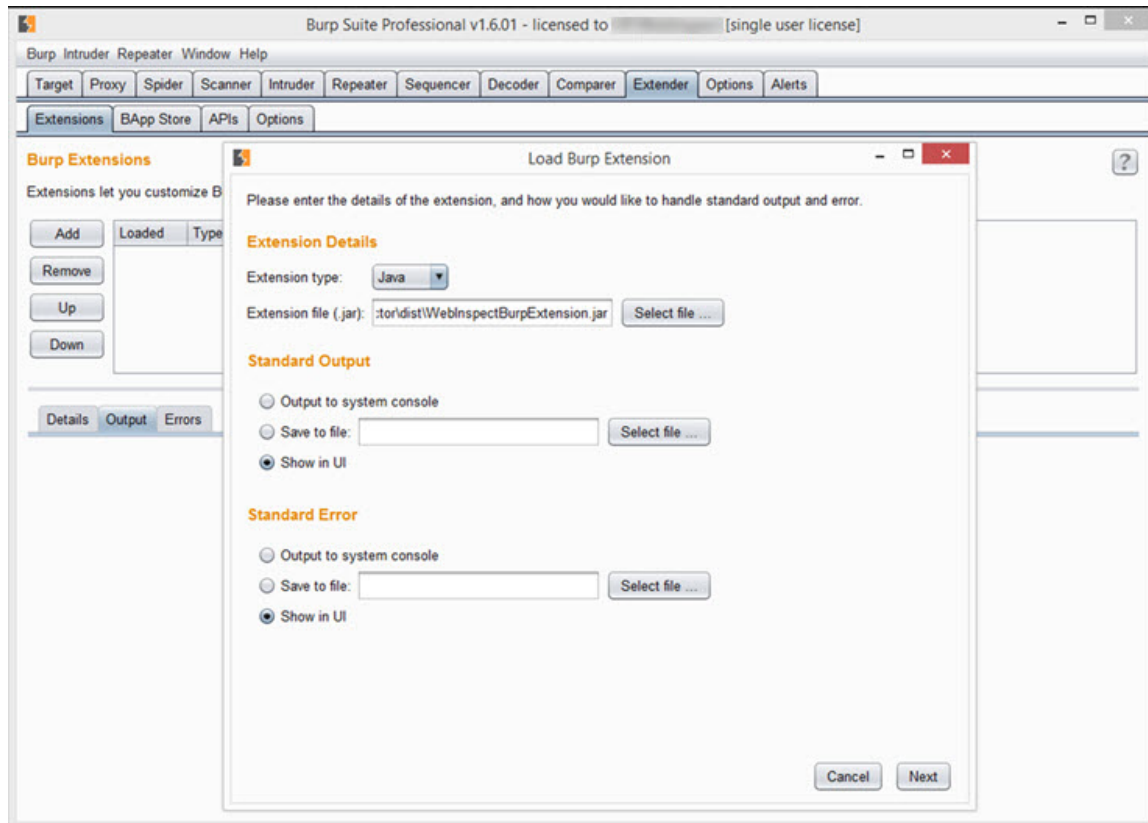 Burp Suite Professional v1.6.01 - licensed to [single user license]
Burp Intruder Repeater Window Help
Target Proxy Spider Scanner Intruder Repeater Sequencer Decoder Comparer Extender Options Alerts
Extensions BApp Store APIs Options
Burp Extensions
Load Burp Extension
?
Extensions let you customize B
Please enter the details of the extension, and how you would like to handle standard output and error.
Add Loaded Type
Extension Details
Remove
Extension type: Java
Up
Extension file (.jar): :tor\dist\WebInspectBurpExtension.jar Select file ...
Down
Standard Output
Output to system console
Details Output Errors
Save to file: Select file ...
Show in UI
Standard Error
Output to system console
Save to file: Select file ...
Show in UI
Cancel Next